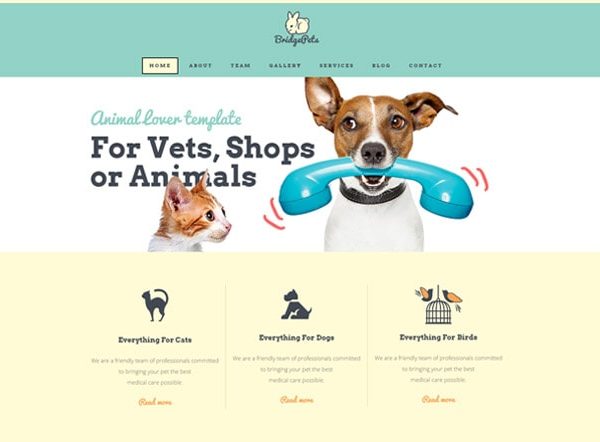 BridgePets
HOME ABOUT TEAM GALLERY SERVICES BLOG CONTACT
Animal Lover template
For Vets, Shops
or Animals
Everything For Cats
We are a friendly team of professionals committed
to bringing your pet the best
medical care possible.
Read more
Everything For Dogs
We are a friendly team of professionals committed
to bringing your pet the best
medical care possible.
Read more
Everything For Birds
We are a friendly team of professionals committed
to bringing your pet the best
medical care possible.
Read more